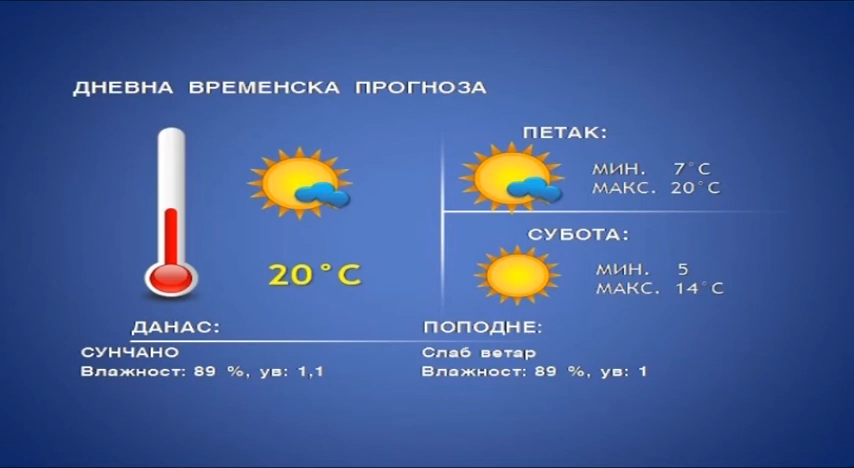 ДНЕВНА ВРЕМЕНСКА ПРОГНОЗА
20°C
ПЕТАК:
МИН. 7°C
МАКС. 20°C
СУБОТА:
МИН. 5
МАКС. 14°C
ДАНАС:
СУНЧАНО
Влажност: 89 %, ув: 1,1
ПОПОДНЕ:
Слаб ветар
Влажност: 89 %, ув: 1